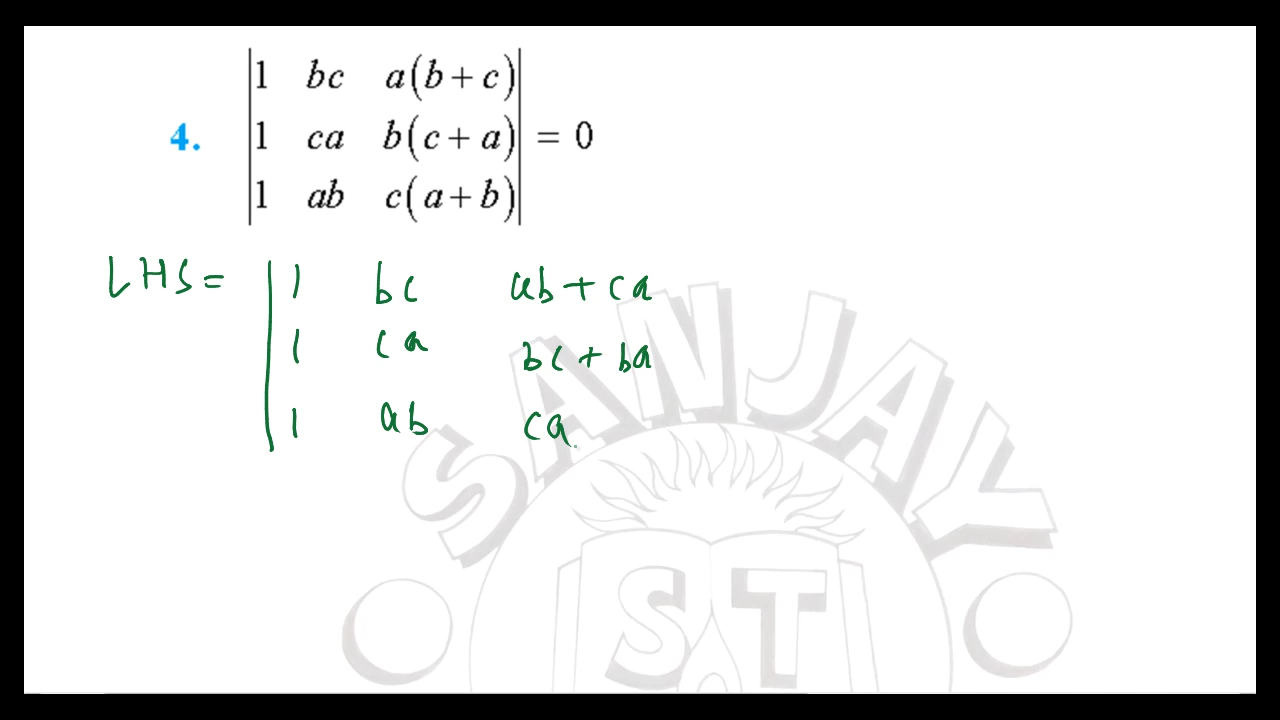 1 bc a(b + c)
4. 1 ca b(c + a) = 0
1 ab c(a + b)
LHS = 1 bc ab + ca
1 ca bc + ba
1 ab ca
SANJAY
ST